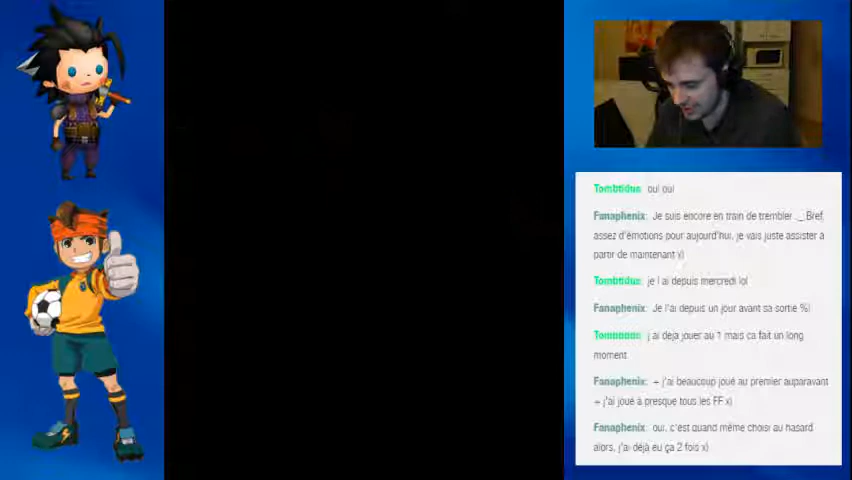 Tombtidus: oui oui
Fanaphenix: Je suis encore en train de trembler ._. Bref,
assez d'émotions pour aujourd'hui, je vais juste assister à
partir de maintenant x)
Tombtidus: je l ai depuis mercredi lol
Fanaphenix: Je l'ai depuis un jour avant sa sortie %)
Tombtidus: j ai deja jouer au 1 mais ca fait un long
moment
Fanaphenix: + j'ai beaucoup joué au premier auparavant
+ j'ai joué à presque tous les FF x)
Fanaphenix: oui, c'est quand même choisi au hasard
alors, j'ai déjà eu ça 2 fois x)